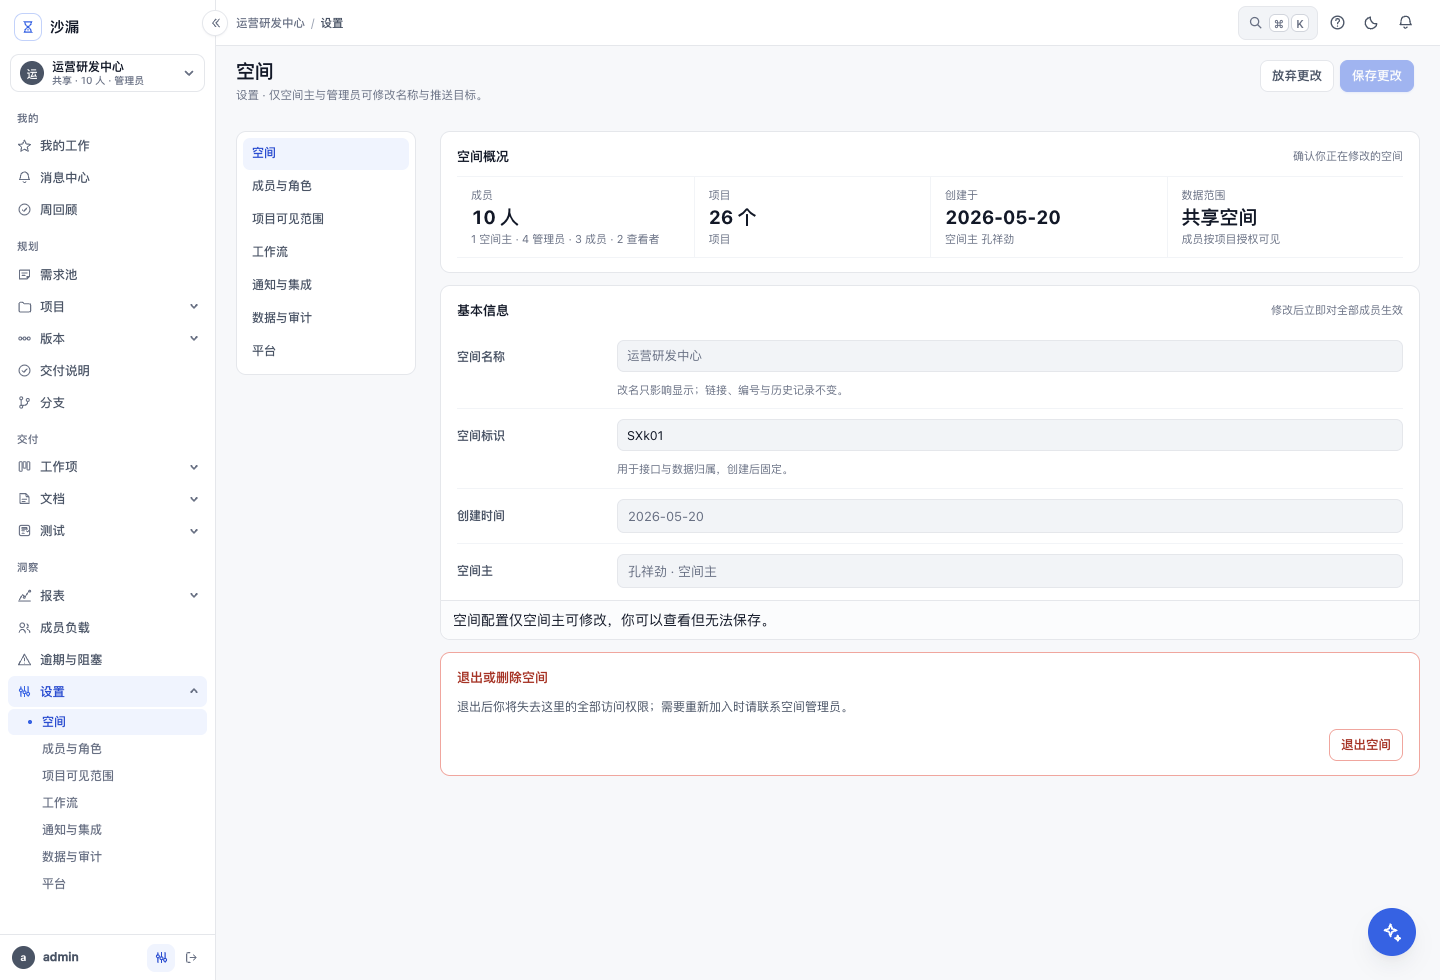 沙漏
运
运营研发中心
共享 · 10 人 · 管理员
我的
我的工作
消息中心
周回顾
规划
需求池
项目
版本
交付说明
分支
交付
工作项
文档
测试
洞察
报表
成员负载
逾期与阻塞
设置
空间
成员与角色
项目可见范围
工作流
通知与集成
数据与审计
平台
a
admin
运营研发中心 / 设置
⌘ K
空间
设置 · 仅空间主与管理员可修改名称与推送目标。
放弃更改
保存更改
空间
成员与角色
项目可见范围
工作流
通知与集成
数据与审计
平台
空间概况
确认你正在修改的空间
成员
10 人
1 空间主 · 4 管理员 · 3 成员 · 2 查看者
项目
26 个
项目
创建于
2026-05-20
空间主 孔祥劲
数据范围
共享空间
成员按项目授权可见
基本信息
修改后立即对全部成员生效
空间名称
运营研发中心
改名只影响显示；链接、编号与历史记录不变。
空间标识
SXk01
用于接口与数据归属，创建后固定。
创建时间
2026-05-20
空间主
孔祥劲 · 空间主
空间配置仅空间主可修改，你可以查看但无法保存。
退出或删除空间
退出后你将失去这里的全部访问权限；需要重新加入时请联系空间管理员。
退出空间